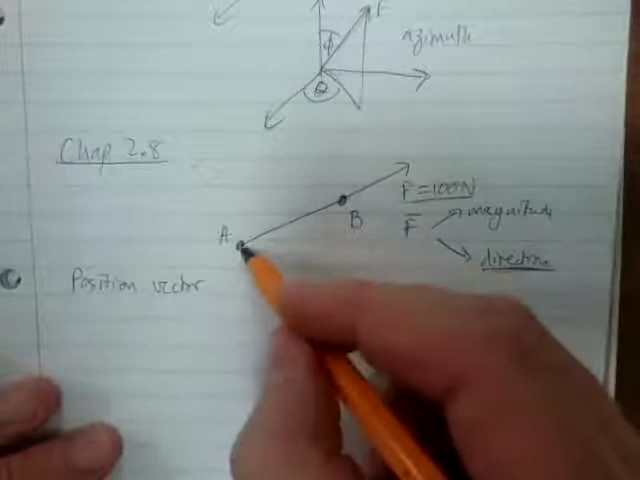 F
φ
azimuth
θ
Chap 2.8
F = 100N
B
F̅
magnitude
A
direction
Position vector